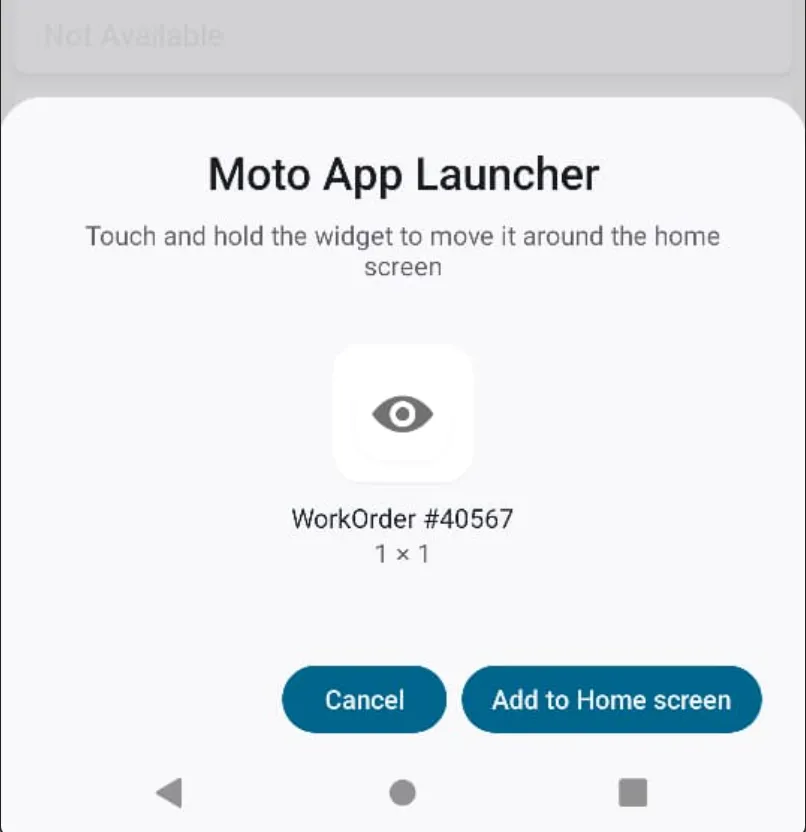 Not Available
Moto App Launcher
Touch and hold the widget to move it around the home
screen
WorkOrder #40567
1 × 1
Cancel
Add to Home screen